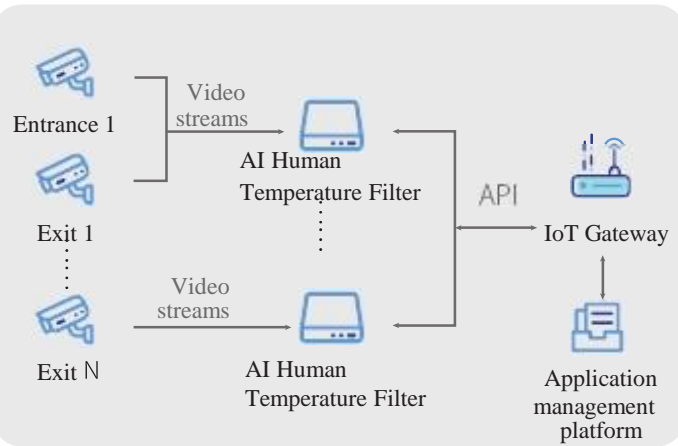 Entrance 1
Video
streams
AI Human
Temperature Filter
Exit 1
API
IoT Gateway
Video
streams
Exit N
AI Human
Temperature Filter
Application
management
platform